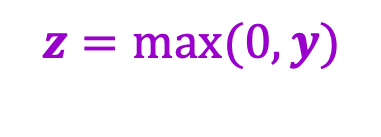 z = max(0, y)